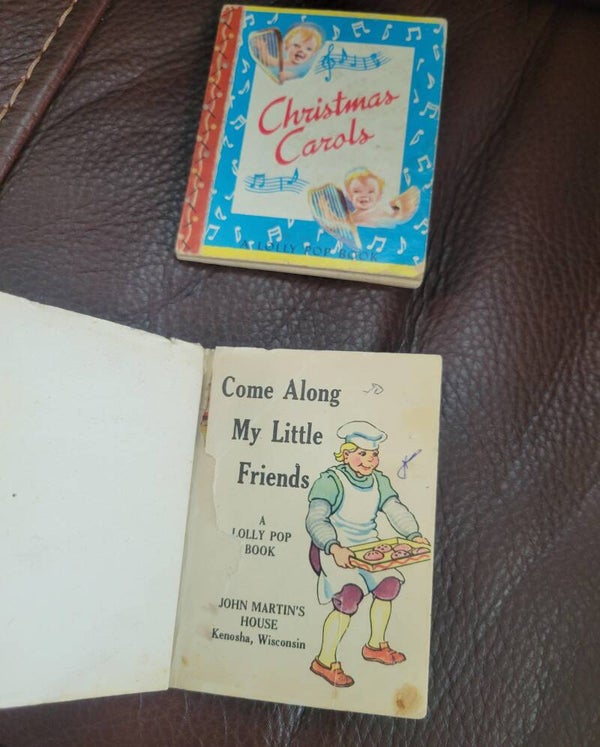 Christmas
Carols
A LOLLY POP BOOK
Come Along
My Little
Friends
A
LOLLY POP
BOOK
JOHN MARTIN'S
HOUSE
Kenosha, Wisconsin